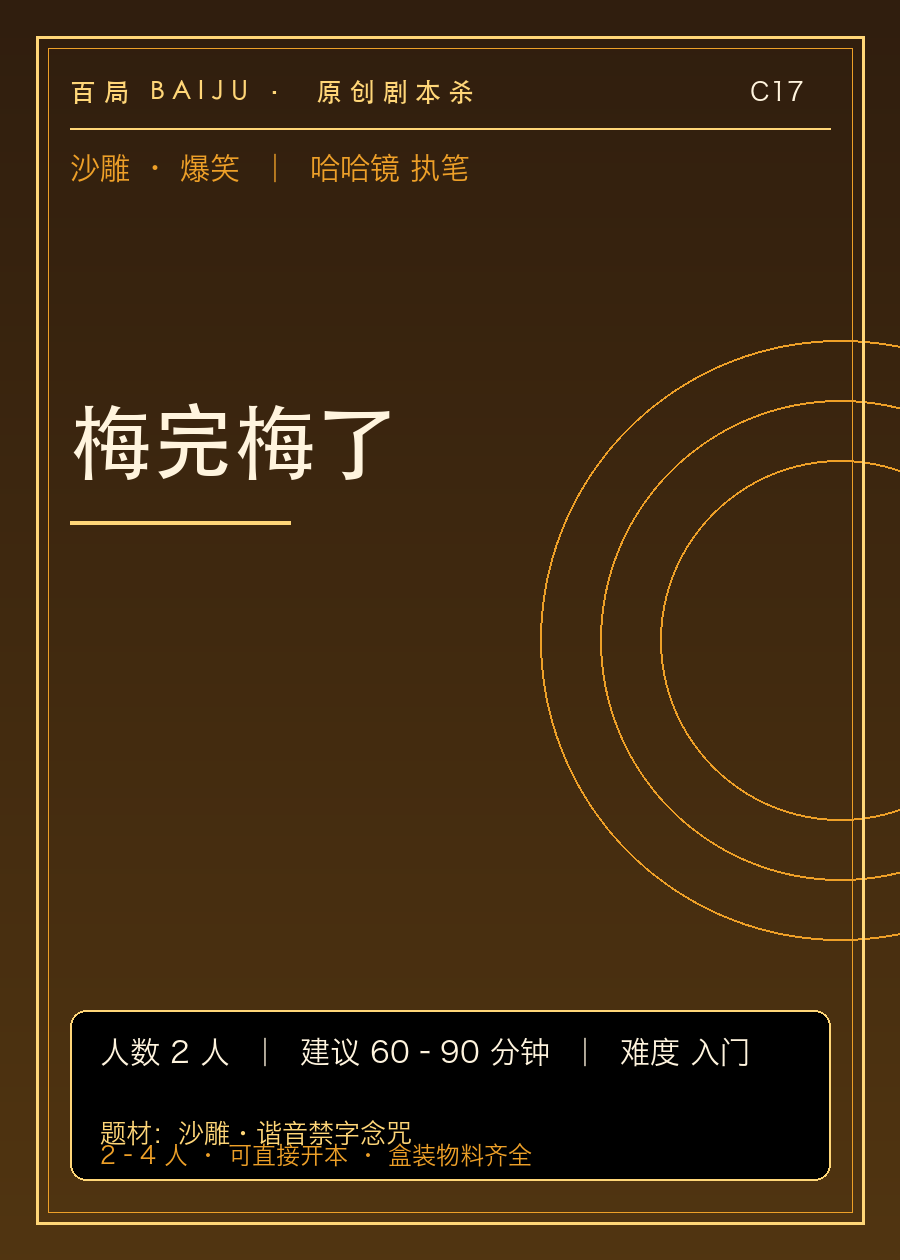 百局 BAIJU · 原创剧本杀 C17
沙雕 · 爆笑 | 哈哈镜 执笔
梅完梅了
人数 2 人 | 建议 60 - 90 分钟 | 难度 入门
题材: 沙雕 · 谐音禁字念咒
2 - 4 人 · 可直接开本 · 盒装物料齐全